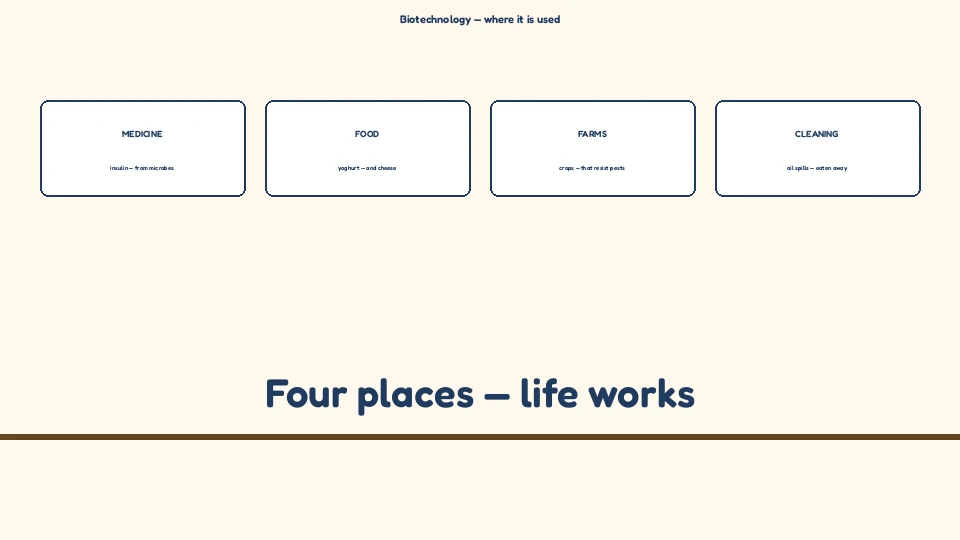 Biotechnology — where it is used
MEDICINE
insulin — from microbes
FOOD
yoghurt — and cheese
FARMS
crops — that resist pests
CLEANING
oil spills — eaten away
Four places — life works